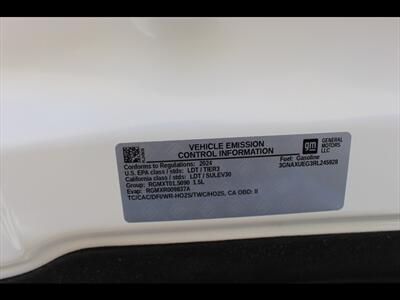 VEHICLE EMISSION
CONTROL INFORMATION
gm GENERAL MOTORS LLC
Conforms to Regulations: 2024 Fuel: Gasoline
U.S. EPA class / stds: LDT / TIER3
California class / stds: LDT / SULEV30
Group: RGMXT01.5090 1.5L
Evap: RGMXR009837A
TC/CAC/DFI/WR-HO2S/TWC/HO2S, CA OBD: II
3GNAXUEG3RL245928